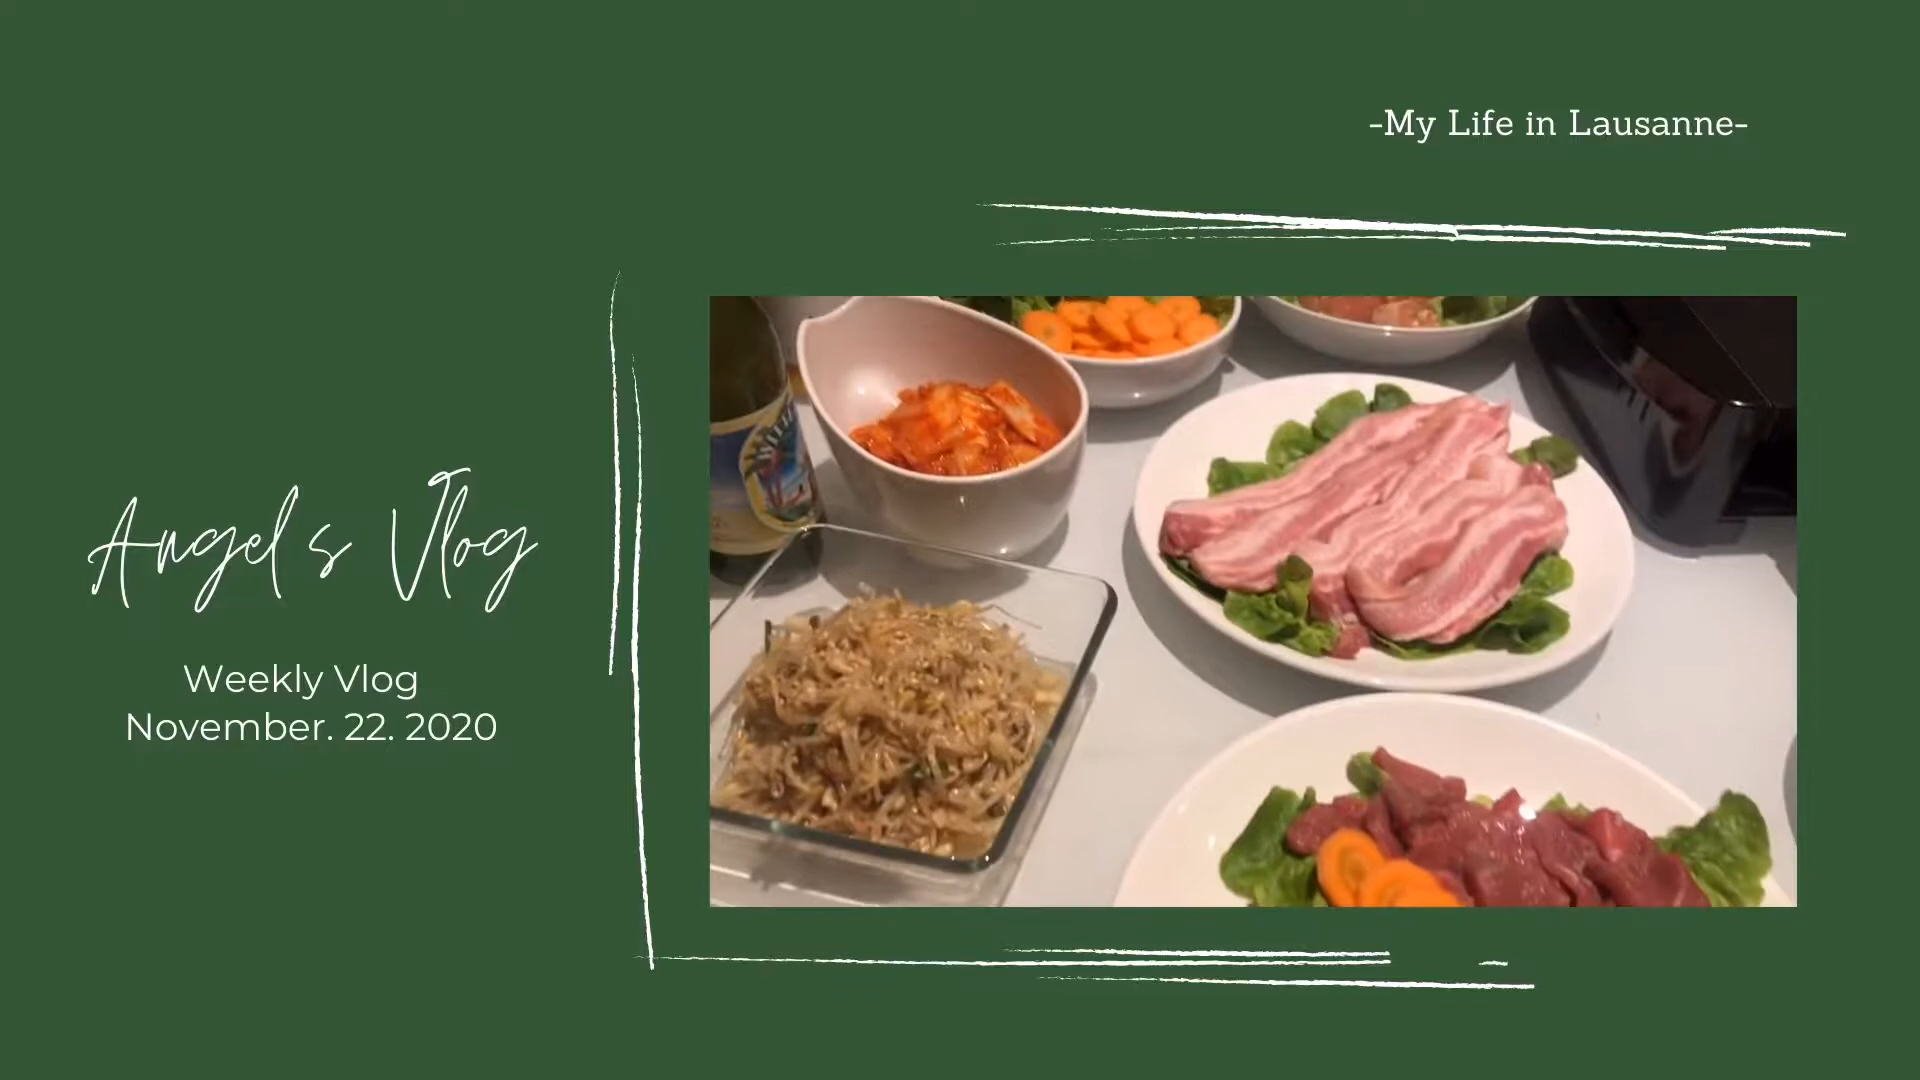 -My Life in Lausanne-
Angel s Vlog
Weekly Vlog
November. 22. 2020